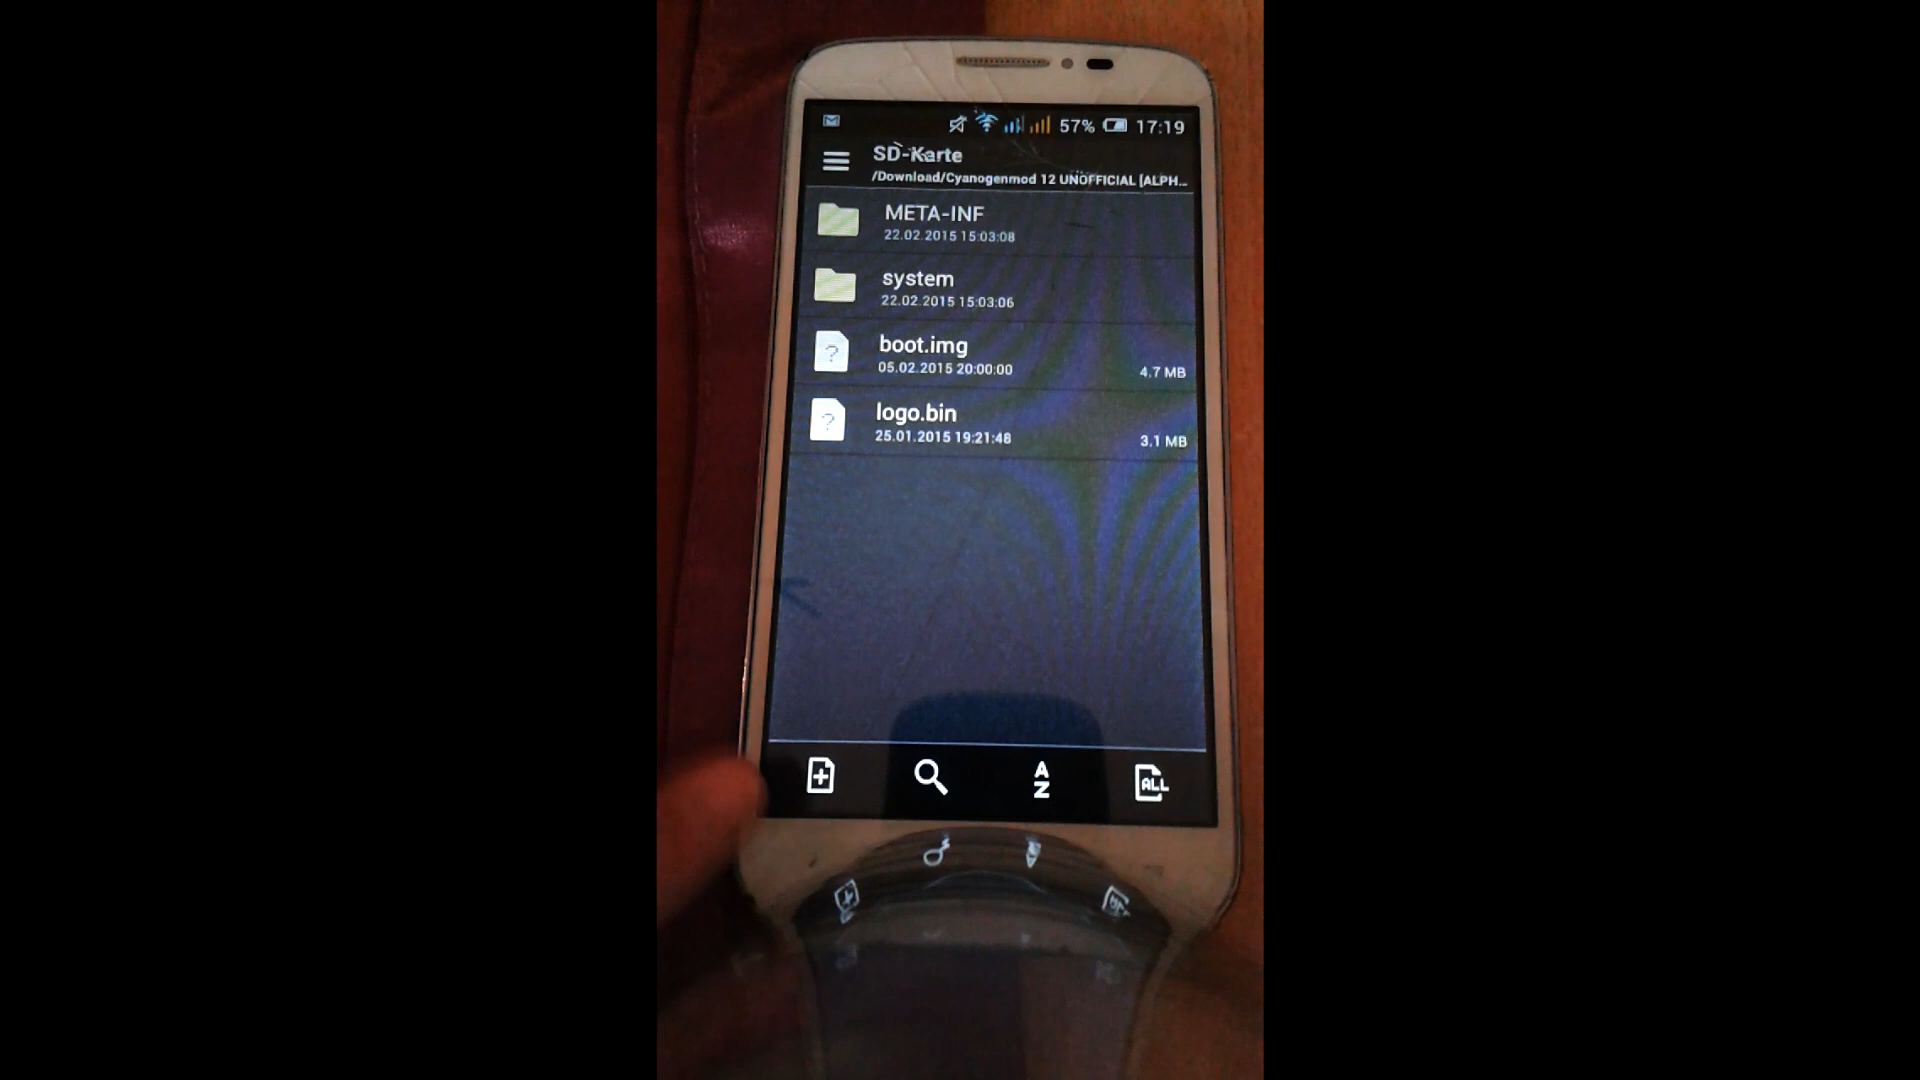 57% 17:19
SD-Karte
/Download/Cyanogenmod 12 UNOFFICIAL [ALPH...
META-INF
22.02.2015 15:03:08
system
22.02.2015 15:03:06
boot.img
05.02.2015 20:00:00
4.7 MB
logo.bin
25.01.2015 19:21:48
3.1 MB
A
Z
ALL